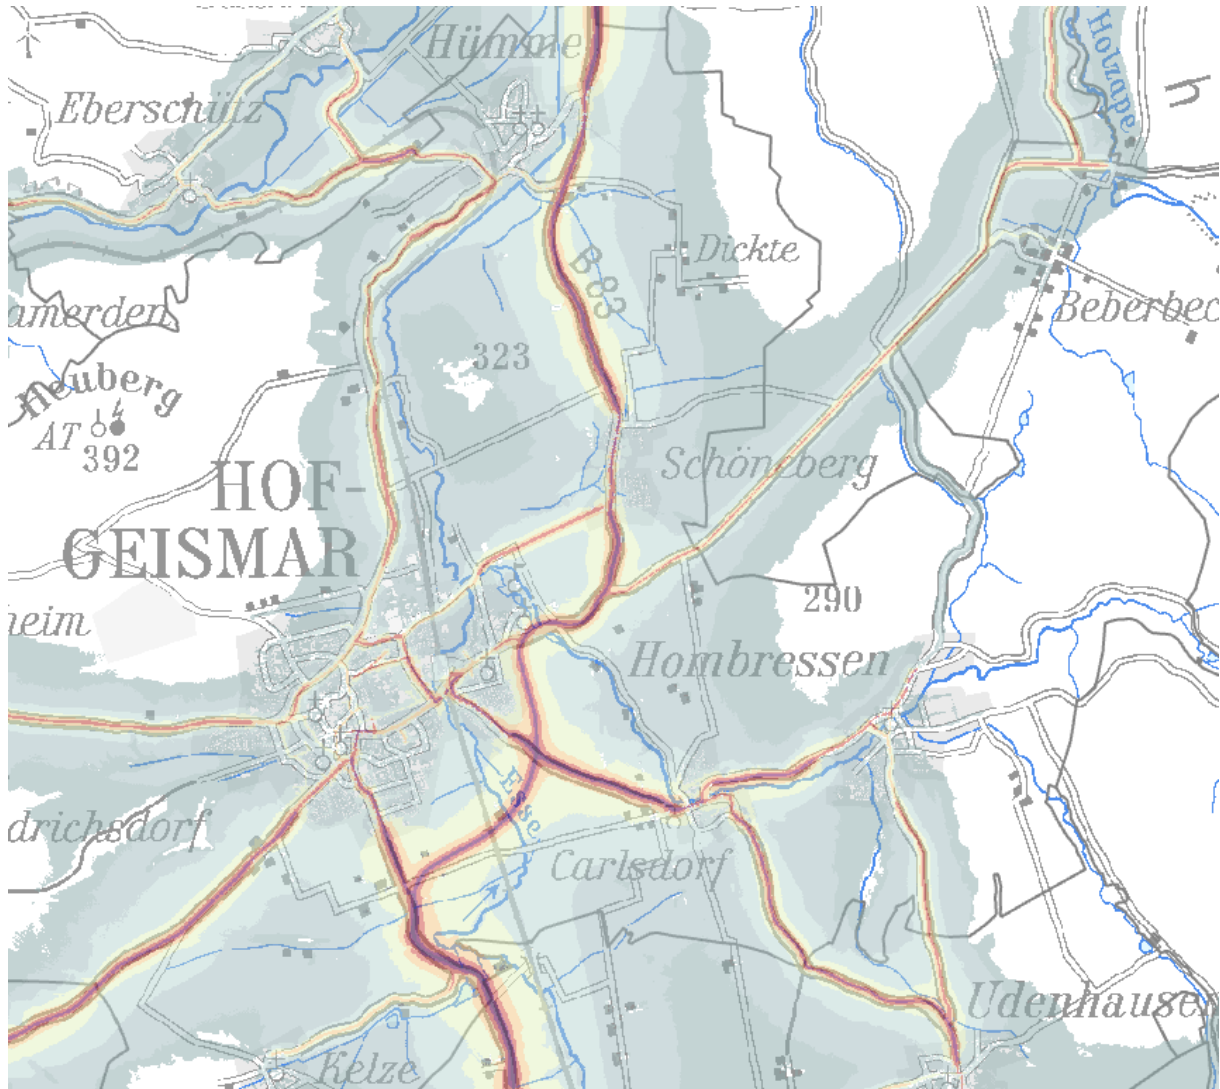 Hümme
Holzape
Eberschütz
B 83
Dickte
Beberbec
amerden
323
Heuberg
AT
392
Schöneberg
HOF-
GEISMAR
290
heim
Hombressen
Esse
drichsdorf
Carlsdorf
Udenhausen
Kelze